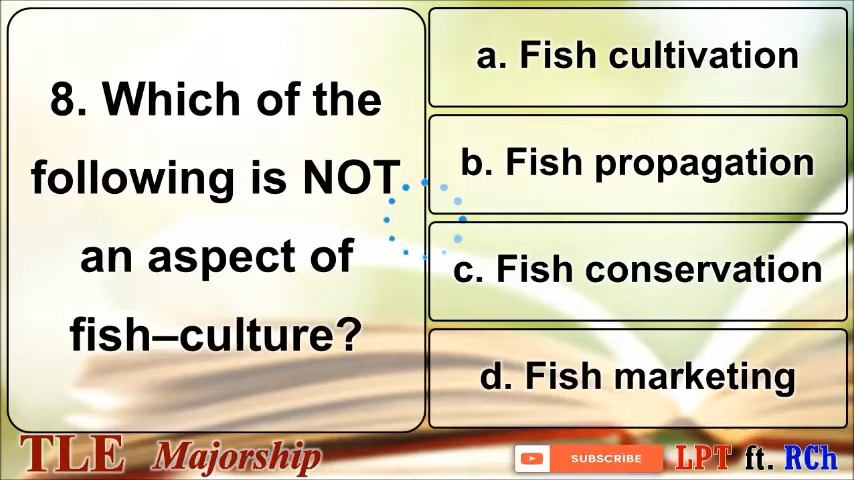 8. Which of the
following is NOT
an aspect of
fish–culture?
a. Fish cultivation
b. Fish propagation
c. Fish conservation
d. Fish marketing
TLE Majorship
SUBSCRIBE
LPT ft. RCh